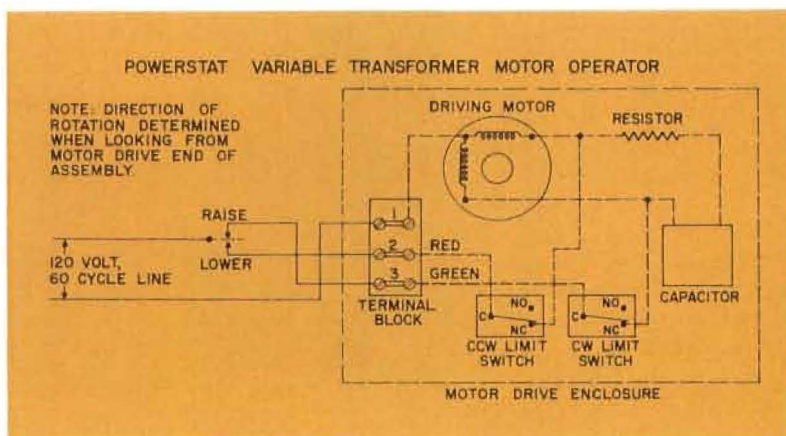 POWERSTAT VARIABLE TRANSFORMER MOTOR OPERATOR
NOTE: DIRECTION OF
ROTATION DETERMINED
WHEN LOOKING FROM
MOTOR DRIVE END OF
ASSEMBLY.
DRIVING MOTOR
RESISTOR
RAISE
LOWER
120 VOLT,
60 CYCLE LINE
1
2
3
RED
GREEN
TERMINAL
BLOCK
NO
C
NC
CCW LIMIT
SWITCH
NO
C
NC
CW LIMIT
SWITCH
CAPACITOR
MOTOR DRIVE ENCLOSURE